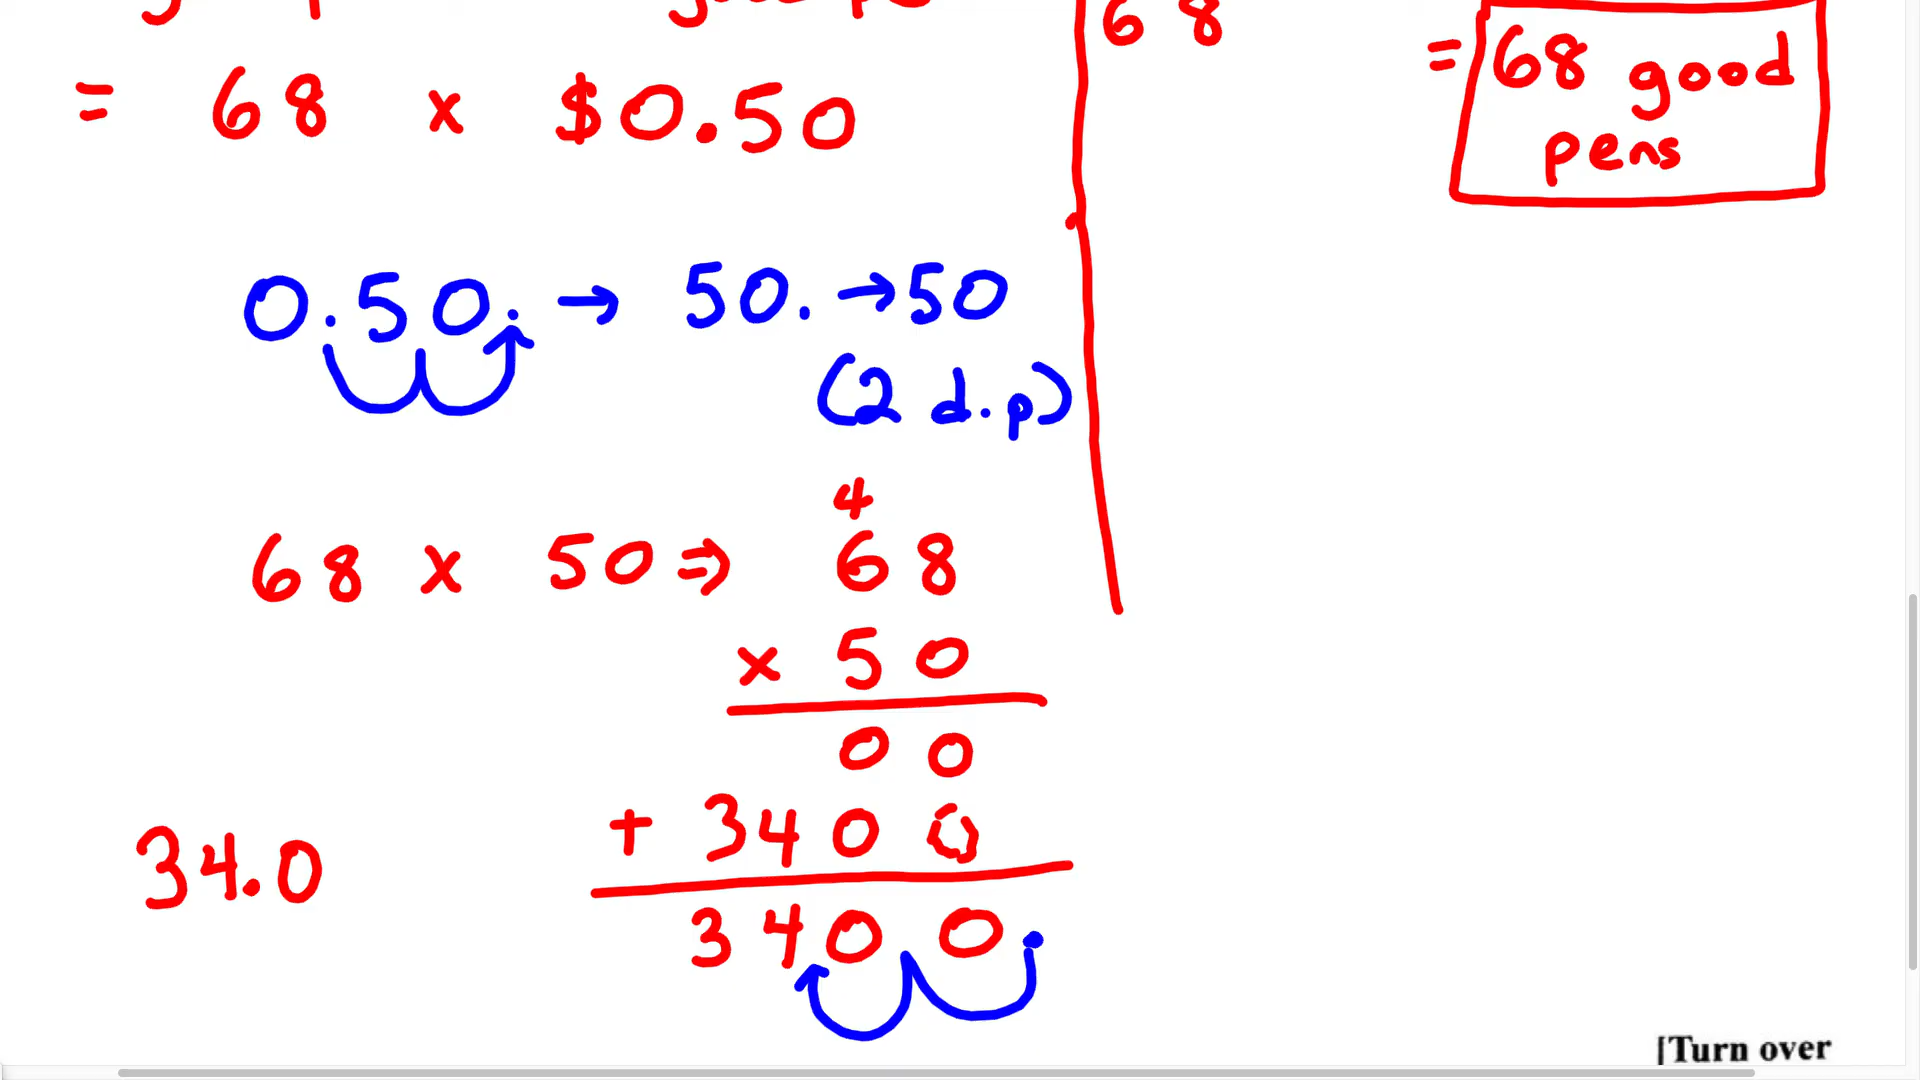 = 68 x $0.50
0.50. → 50. → 50
(2 d.p)
4
68 x 50 ⇒ 68
x 50
00
+ 3400
34.0
3400.
68
= 68 good
pens
[Turn over